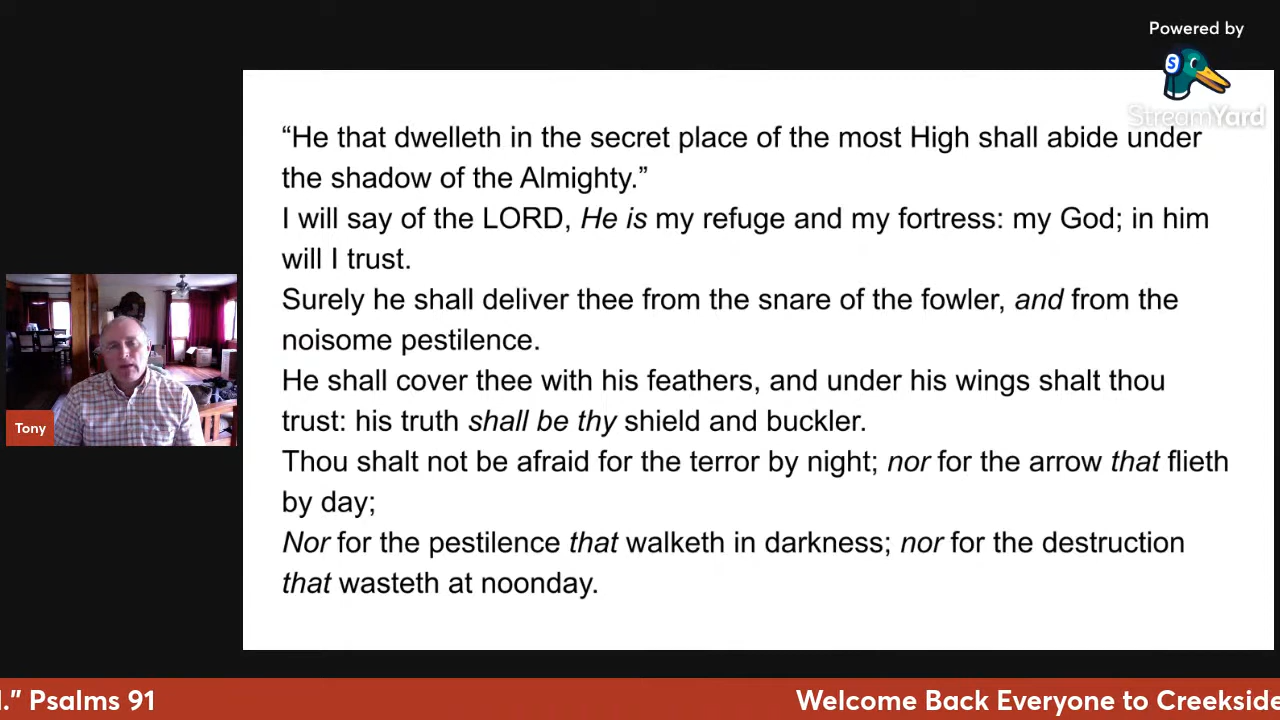 Powered by
S
StreamYard
“He that dwelleth in the secret place of the most High shall abide under
the shadow of the Almighty.”
I will say of the LORD, He is my refuge and my fortress: my God; in him
will I trust.
Surely he shall deliver thee from the snare of the fowler, and from the
noisome pestilence.
He shall cover thee with his feathers, and under his wings shalt thou
trust: his truth shall be thy shield and buckler.
Thou shalt not be afraid for the terror by night; nor for the arrow that flieth
by day;
Nor for the pestilence that walketh in darkness; nor for the destruction
that wasteth at noonday.
Tony
.” Psalms 91
Welcome Back Everyone to Creekside